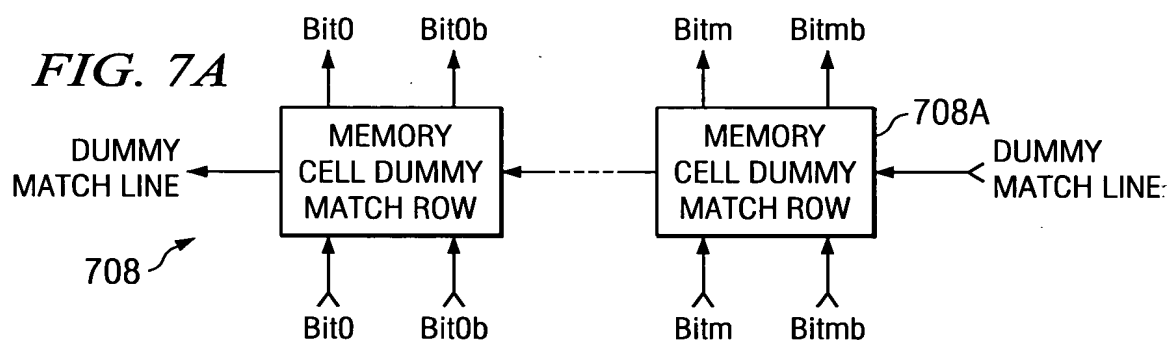 Bit0 Bit0b Bitm Bitmb
FIG. 7A
708A
DUMMY
MATCH LINE
MEMORY
CELL DUMMY
MATCH ROW
MEMORY
CELL DUMMY
MATCH ROW
DUMMY
MATCH LINE
708
Bit0 Bit0b Bitm Bitmb